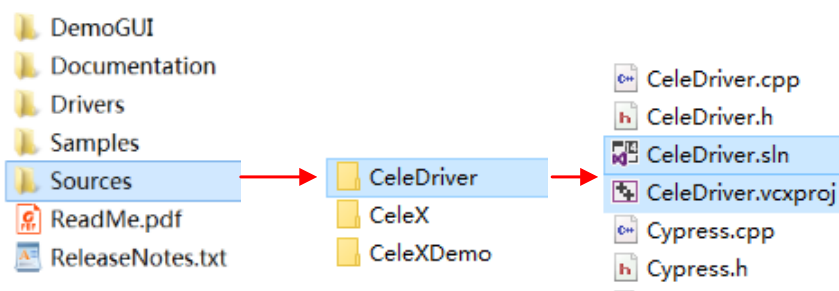 DemoGUI
Documentation
Drivers
Samples
Sources
ReadMe.pdf
ReleaseNotes.txt
CeleDriver
CeleX
CeleXDemo
CeleDriver.cpp
CeleDriver.h
CeleDriver.sln
CeleDriver.vcxproj
Cypress.cpp
Cypress.h